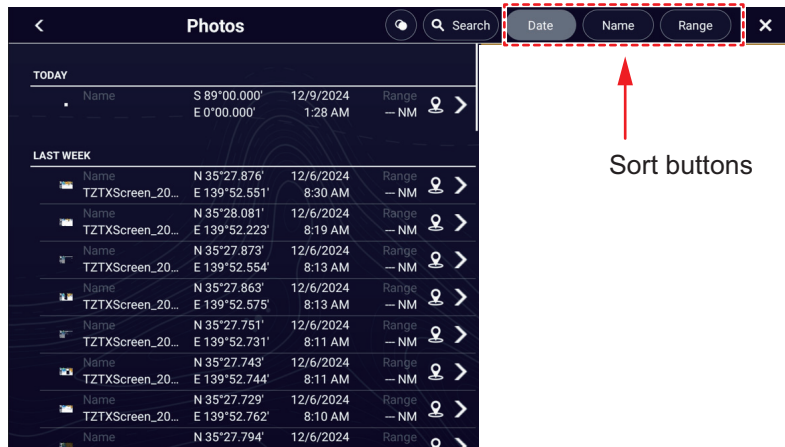 Photos Search Date Name Range
TODAY
Name S 89°00.000' 12/9/2024 Range
E 0°00.000' 1:28 AM --- NM
LAST WEEK
Name N 35°27.876' 12/6/2024 Range
TZTXScreen_20... E 139°52.551' 8:30 AM --- NM
Name N 35°28.081' 12/6/2024 Range
TZTXScreen_20... E 139°52.223' 8:19 AM --- NM
Name N 35°27.873' 12/6/2024 Range
TZTXScreen_20... E 139°52.554' 8:13 AM --- NM
Name N 35°27.863' 12/6/2024 Range
TZTXScreen_20... E 139°52.575' 8:13 AM --- NM
Name N 35°27.751' 12/6/2024 Range
TZTXScreen_20... E 139°52.731' 8:11 AM --- NM
Name N 35°27.743' 12/6/2024 Range
TZTXScreen_20... E 139°52.744' 8:11 AM --- NM
Name N 35°27.729' 12/6/2024 Range
TZTXScreen_20... E 139°52.762' 8:10 AM --- NM
Name N 35°27.794' 12/6/2024 Range
Sort buttons